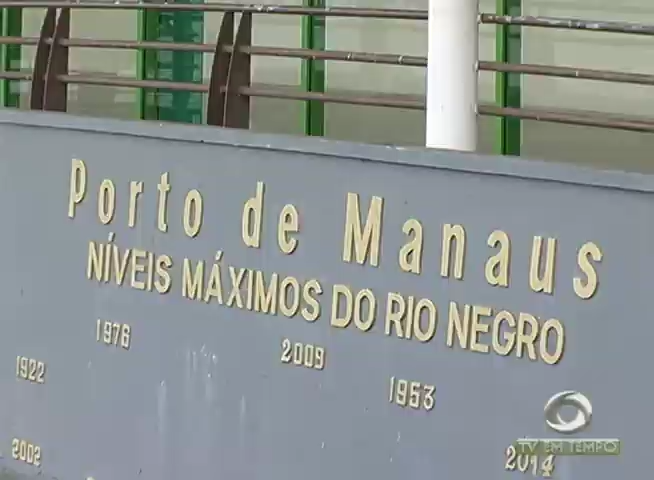 Porto de Manaus
NÍVEIS MÁXIMOS DO RIO NEGRO
1976
2009
1922
1953
2002
2014
TV EM TEMPO